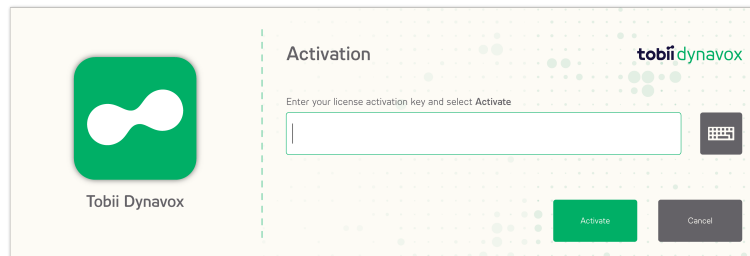 Activation
tobii dynavox
Enter your license activation key and select Activate
Tobii Dynavox
Activate
Cancel